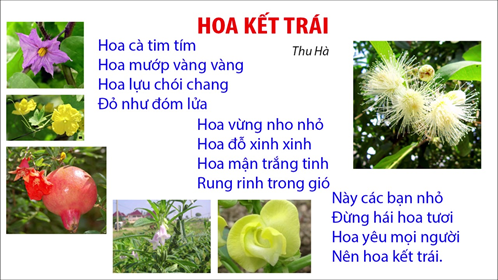 HOA KẾT TRÁI
Thu Hà
Hoa cà tim tím
Hoa mướp vàng vàng
Hoa lựu chói chang
Đỏ như đóm lửa
Hoa vừng nho nhỏ
Hoa đỗ xinh xinh
Hoa mận trắng tinh
Rung rinh trong gió
Này các bạn nhỏ
Đừng hái hoa tươi
Hoa yêu mọi người
Nên hoa kết trái.